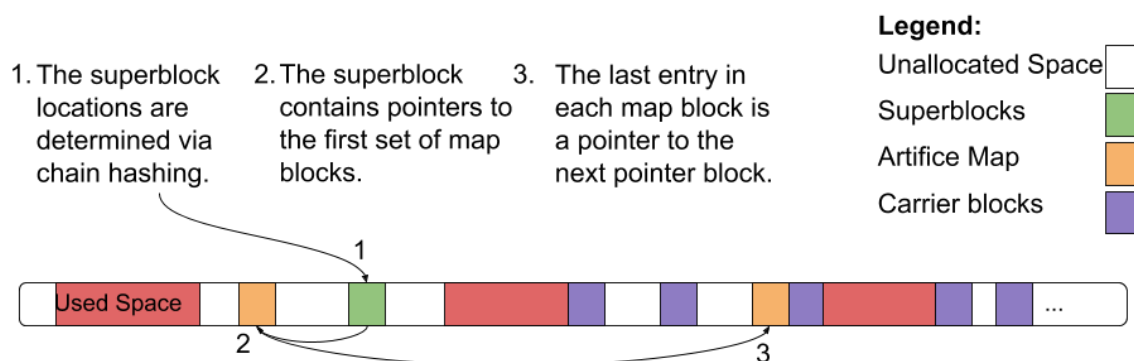 1. The superblock
locations are
determined via
chain hashing.
2. The superblock
contains pointers to
the first set of map
blocks.
3. The last entry in
each map block is
a pointer to the
next pointer block.
Legend:
Unallocated Space
Superblocks
Artifice Map
Carrier blocks
1
Used Space
...
2
3